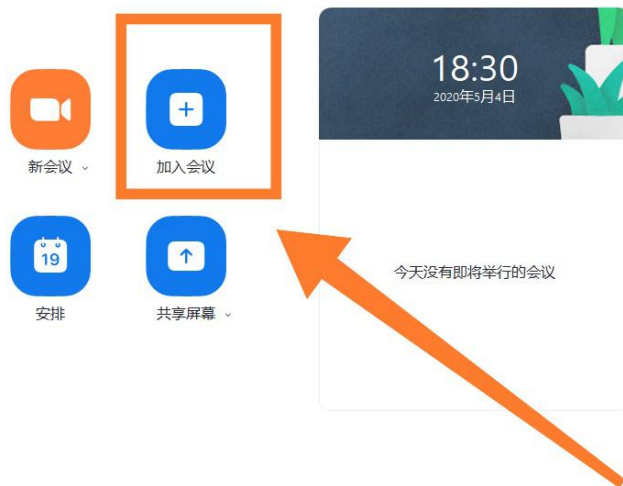 18:30
2020年5月4日
新会议
加入会议
19
安排
共享屏幕
今天没有即将举行的会议